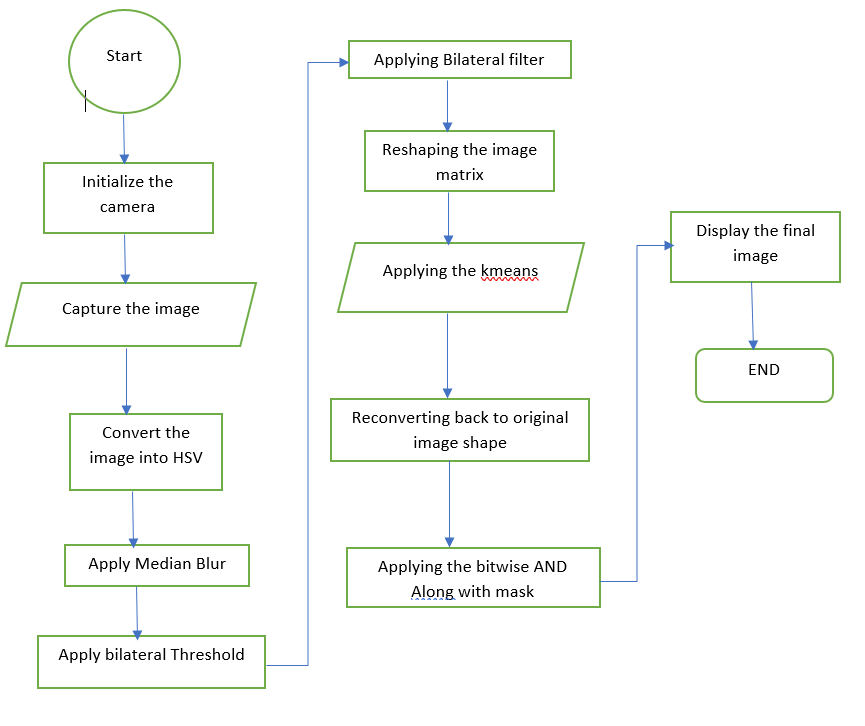 Start
Initialize the
camera
Capture the image
Convert the
image into HSV
Apply Median Blur
Apply bilateral Threshold
Applying Bilateral filter
Reshaping the image
matrix
Applying the kmeans
Reconverting back to original
image shape
Applying the bitwise AND
Along with mask
Display the final
image
END